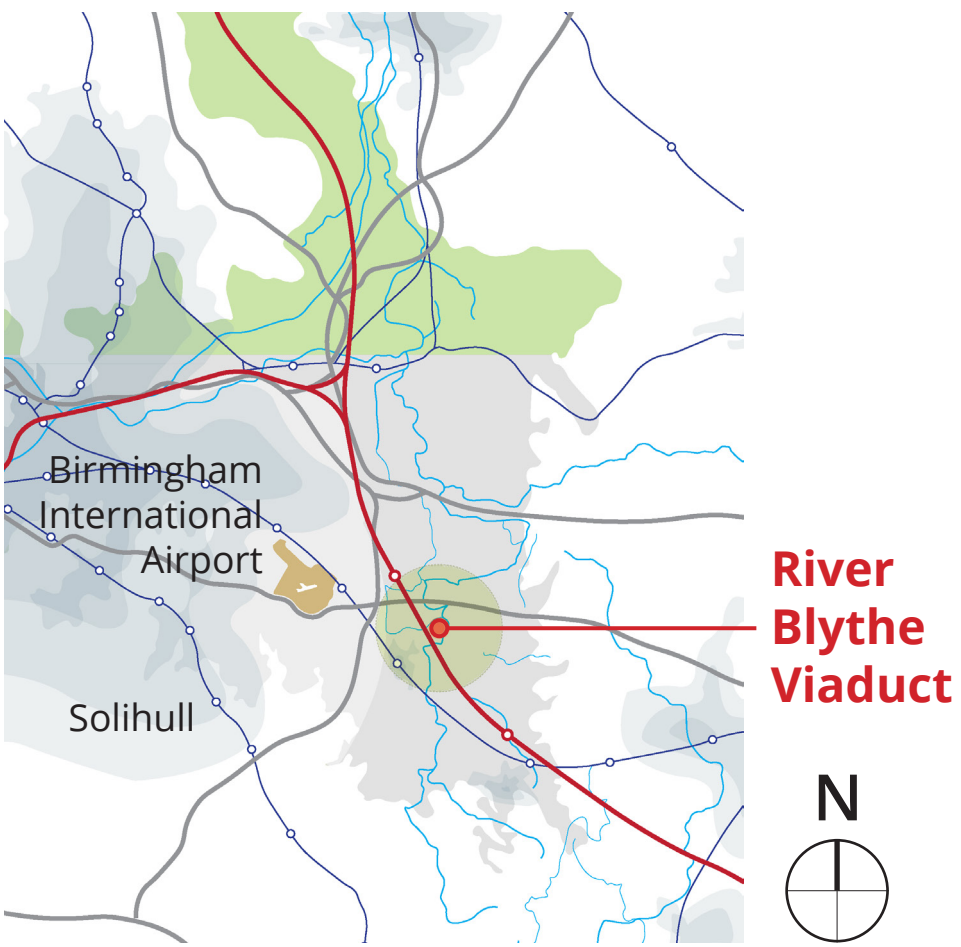 Birmingham
International
Airport
River
Blythe
Viaduct
Solihull
N